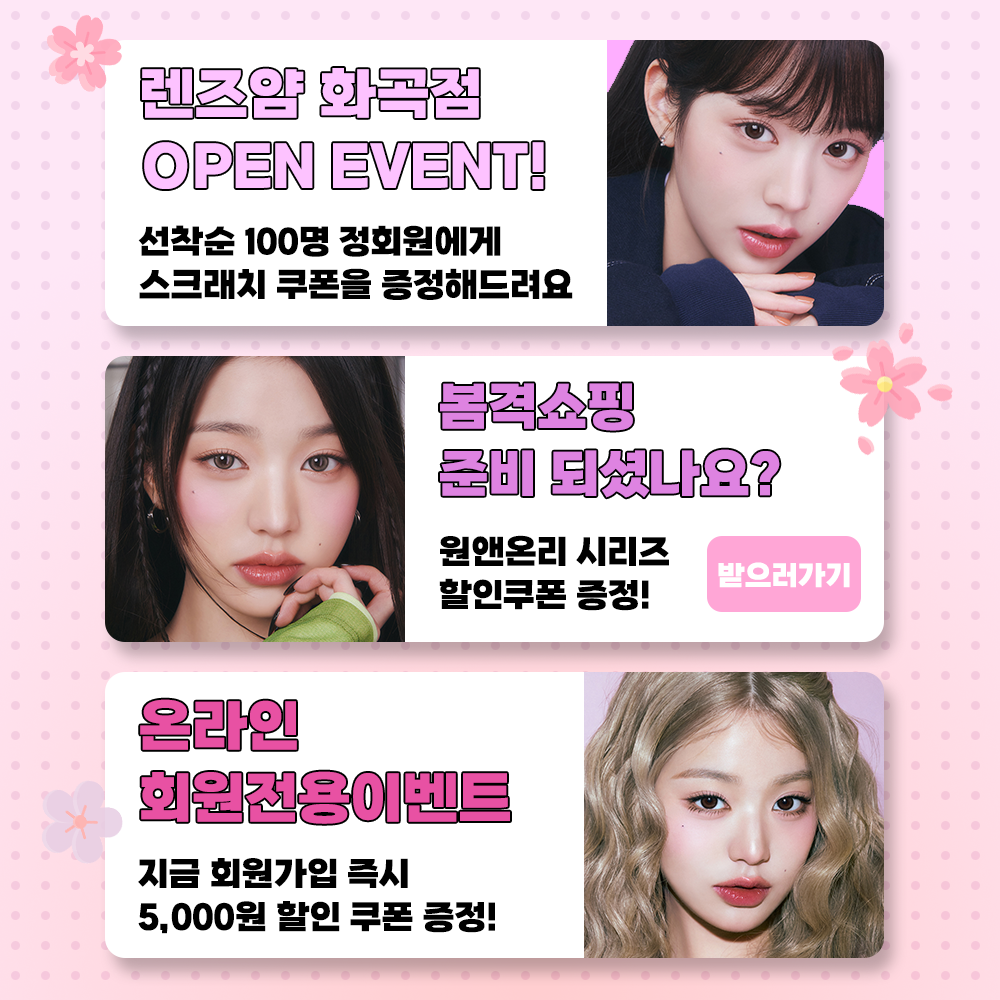 렌즈얌 화곡점
OPEN EVENT!
선착순 100명 정회원에게
스크래치 쿠폰을 증정해드려요
봄격쇼핑
준비 되셨나요?
원앤온리 시리즈
할인쿠폰 증정!
받으러가기
온라인
회원전용이벤트
지금 회원가입 즉시
5,000원 할인 쿠폰 증정!